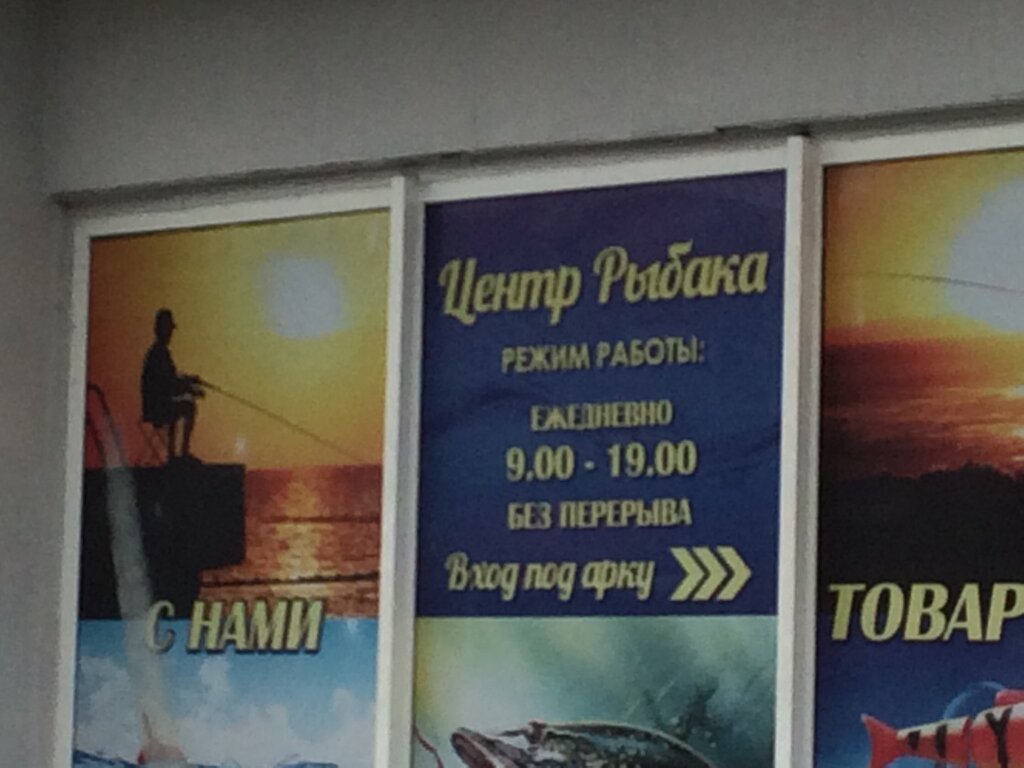 Центр Рыбака
РЕЖИМ РАБОТЫ:
ЕЖЕДНЕВНО
9.00 - 19.00
БЕЗ ПЕРЕРЫВА
Вход под арку
С НАМИ
ТОВАР